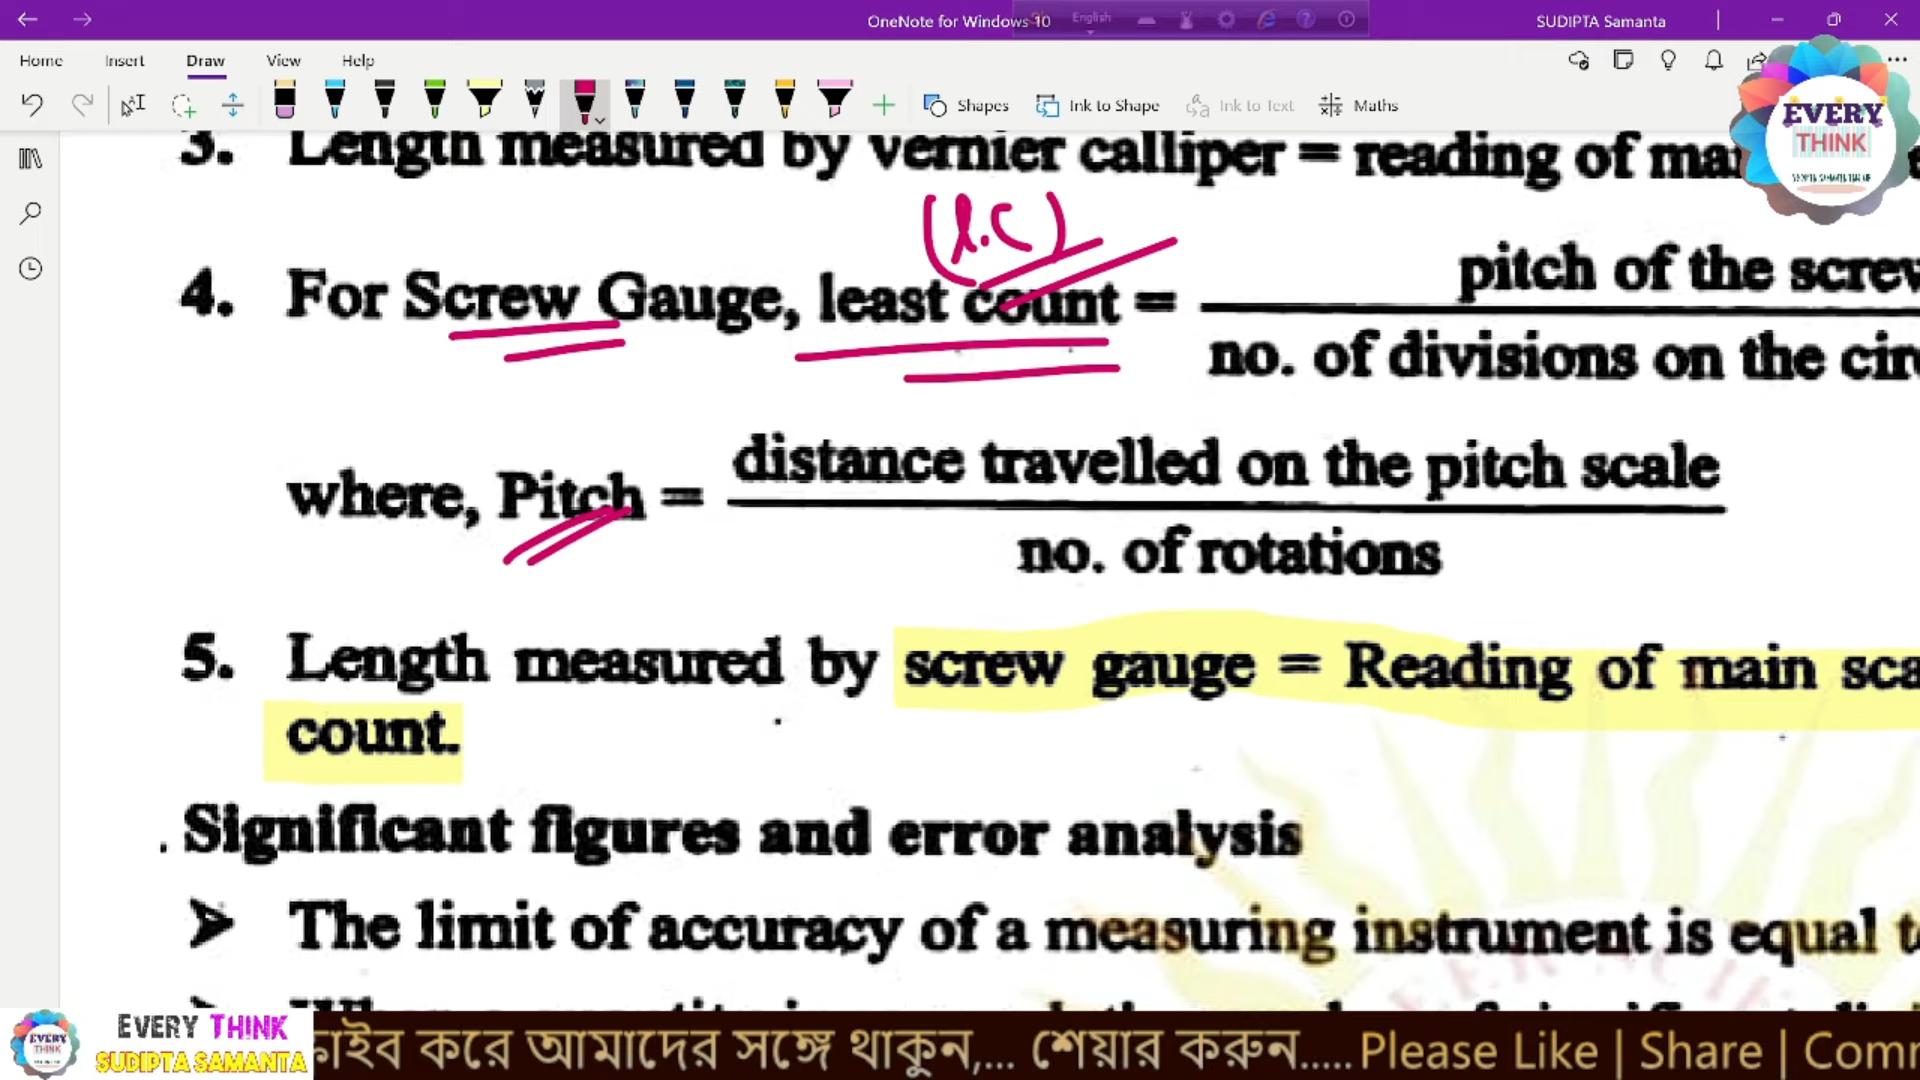 OneNote for Windows 10
English
SUDIPTA Samanta
Home Insert Draw View Help
Shapes Ink to Shape Ink to Text Maths
EVERY
THINK
3. Length measured by vernier calliper = reading of mai
(l.c)
4. For Screw Gauge, least count = pitch of the screw
no. of divisions on the cir
where, Pitch = distance travelled on the pitch scale
no. of rotations
5. Length measured by screw gauge = Reading of main sca
count.
Significant figures and error analysis
➤ The limit of accuracy of a measuring instrument is equal t
EVERY THINK
SUDIPTA SAMANTA
াইব করে আমাদের সঙ্গে থাকুন,... শেয়ার করুন..... Please Like | Share | Com